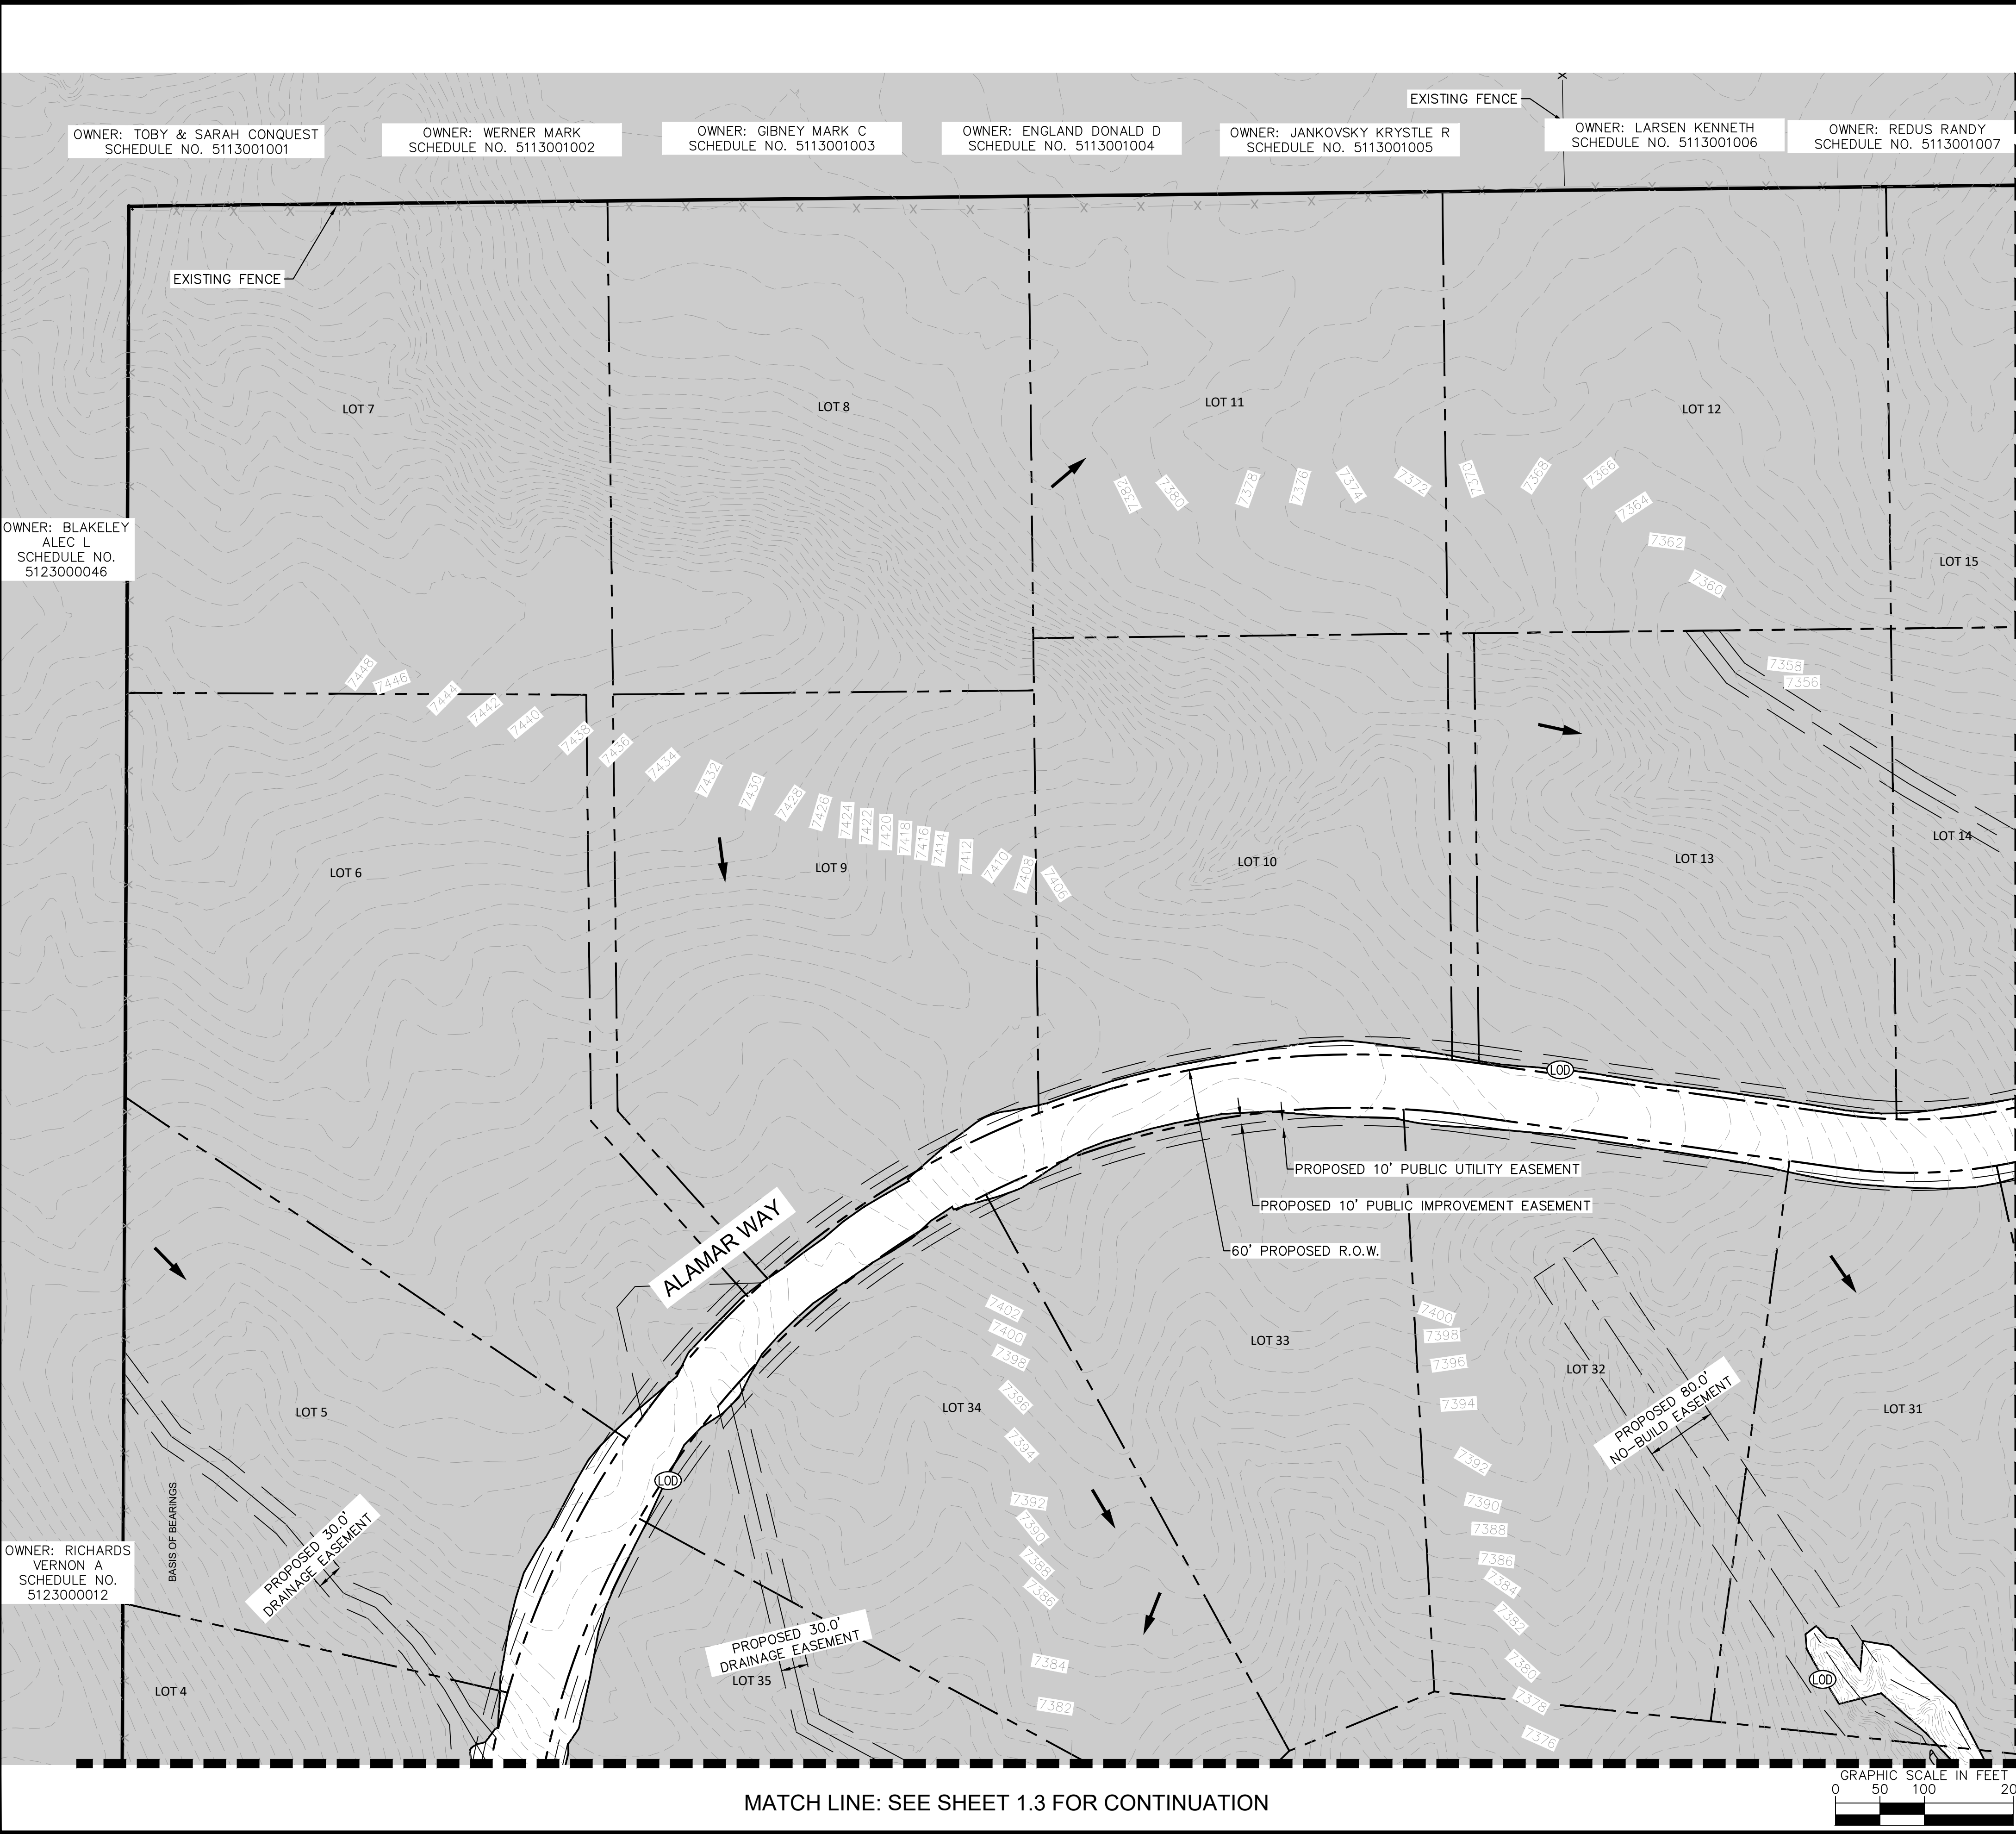 EXISTING FENCE
OWNER: TOBY & SARAH CONQUEST
SCHEDULE NO. 5113001001
OWNER: WERNER MARK
SCHEDULE NO. 5113001002
OWNER: GIBNEY MARK C
SCHEDULE NO. 5113001003
OWNER: ENGLAND DONALD D
SCHEDULE NO. 5113001004
OWNER: JANKOVSKY KRYSTLE R
SCHEDULE NO. 5113001005
OWNER: LARSEN KENNETH
SCHEDULE NO. 5113001006
OWNER: REDUS RANDY
SCHEDULE NO. 5113001007
EXISTING FENCE
LOT 7
LOT 8
LOT 11
LOT 12
7382
7380
7378
7376
7374
7372
7370
7368
7366
7364
7362
7360
OWNER: BLAKELEY
ALEC L
SCHEDULE NO.
5123000046
LOT 15
7358
7356
7448
7446
7444
7442
7440
7438
7436
7434
7432
7430
7428
7426
7424
7422
7420
7418
7416
7414
7412
7410
7408
7406
LOT 6
LOT 9
LOT 10
LOT 13
LOT 14
LOD
PROPOSED 10' PUBLIC UTILITY EASEMENT
PROPOSED 10' PUBLIC IMPROVEMENT EASEMENT
60' PROPOSED R.O.W.
ALAMAR WAY
7402
7400
7398
7396
7394
7392
7390
7388
7386
7384
7382
7400
7398
7396
7394
7392
7390
7388
7386
7384
7382
7380
7378
7376
LOT 33
LOT 32
LOT 34
LOT 31
LOT 5
PROPOSED 80.0'
NO-BUILD EASEMENT
LOD
BASIS OF BEARINGS
PROPOSED 30.0'
DRAINAGE EASEMENT
OWNER: RICHARDS
VERNON A
SCHEDULE NO.
5123000012
PROPOSED 30.0'
DRAINAGE EASEMENT
LOT 35
LOT 4
LOD
MATCH LINE: SEE SHEET 1.3 FOR CONTINUATION
GRAPHIC SCALE IN FEET
0 50 100